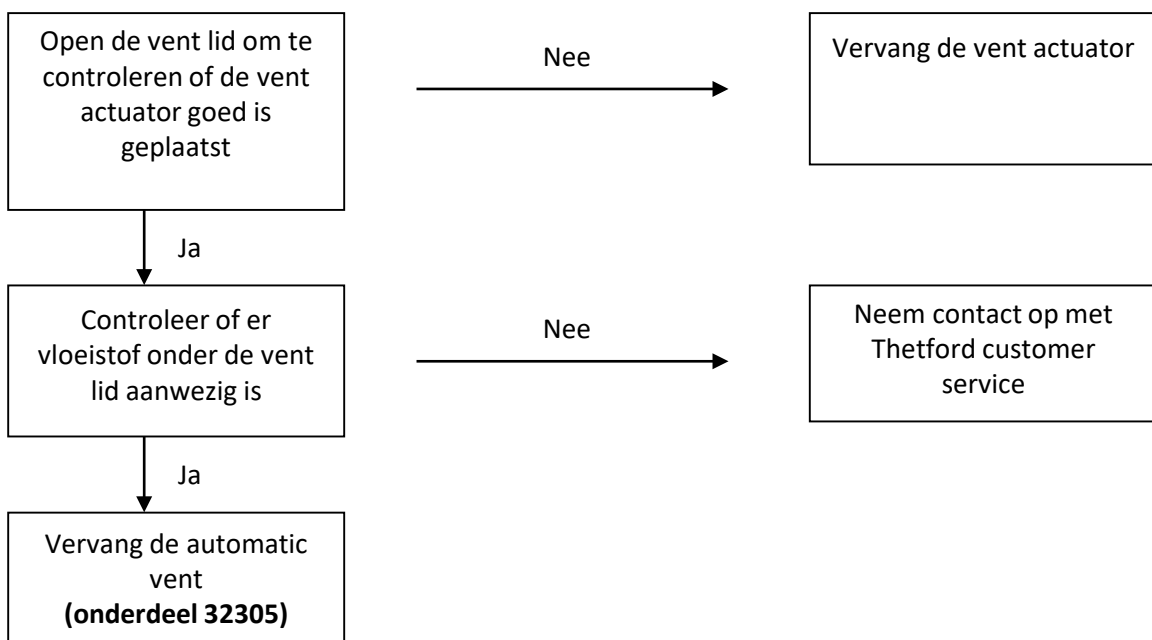 Open de vent lid om te
controleren of de vent
actuator goed is
geplaatst
Nee
Vervang de vent actuator
Ja
Controleer of er
vloeistof onder de vent
lid aanwezig is
Nee
Neem contact op met
Thetford customer
service
Ja
Vervang de automatic
vent
(onderdeel 32305)